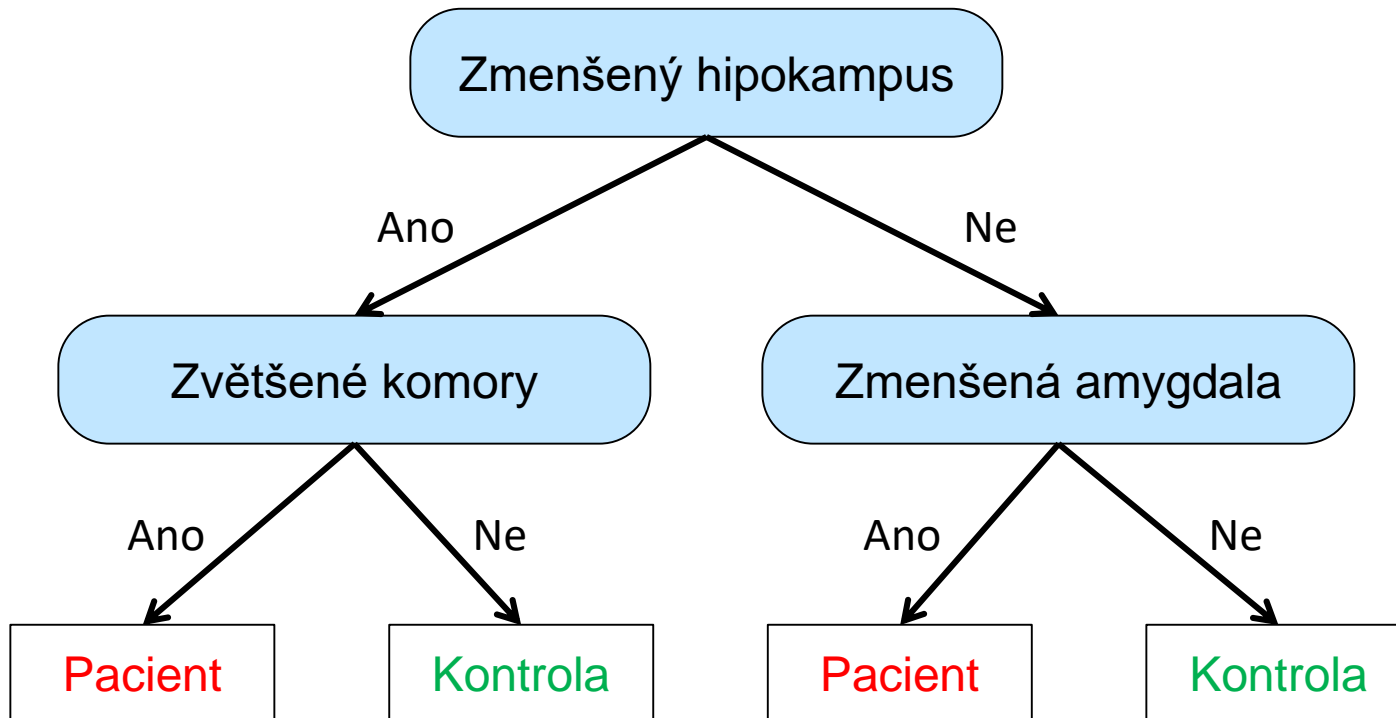 Zmenšený hipokampus
Ano
Ne
Zvětšené komory
Zmenšená amygdala
Ano
Ne
Ano
Ne
Pacient
Kontrola
Pacient
Kontrola